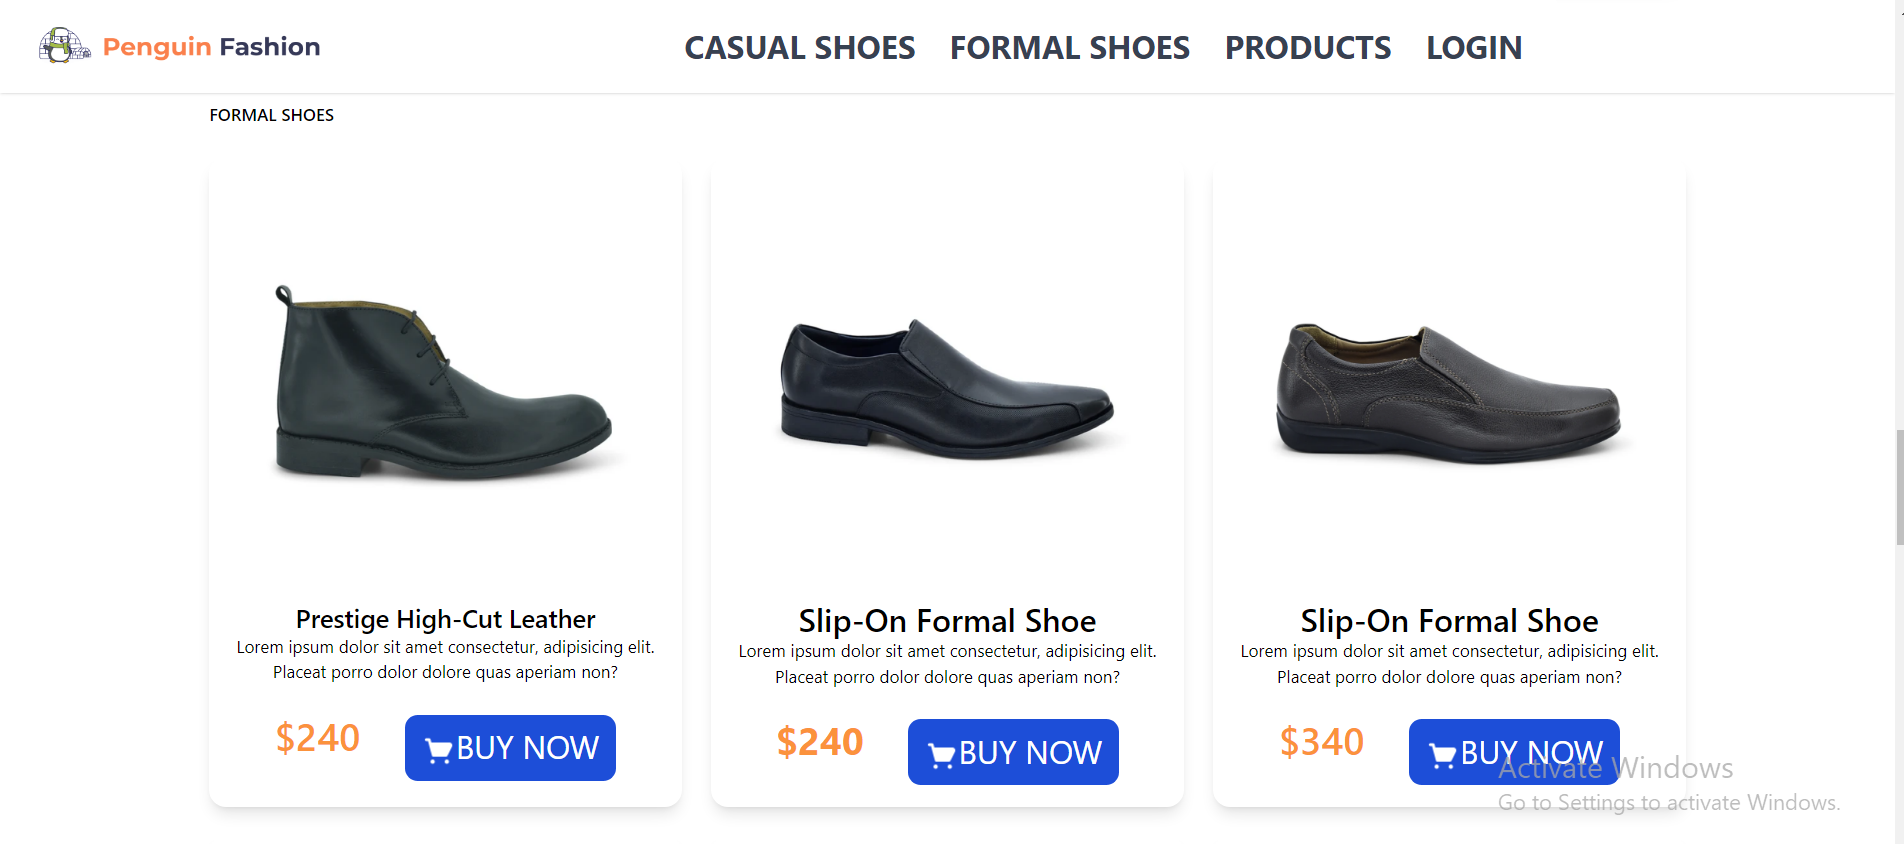 Penguin Fashion
CASUAL SHOES FORMAL SHOES PRODUCTS LOGIN
FORMAL SHOES
Prestige High-Cut Leather
Lorem ipsum dolor sit amet consectetur, adipisicing elit.
Placeat porro dolor dolore quas aperiam non?
$240 BUY NOW
Slip-On Formal Shoe
Lorem ipsum dolor sit amet consectetur, adipisicing elit.
Placeat porro dolor dolore quas aperiam non?
$240 BUY NOW
Slip-On Formal Shoe
Lorem ipsum dolor sit amet consectetur, adipisicing elit.
Placeat porro dolor dolore quas aperiam non?
$340 BUY NOW
Activate Windows
Go to Settings to activate Windows.